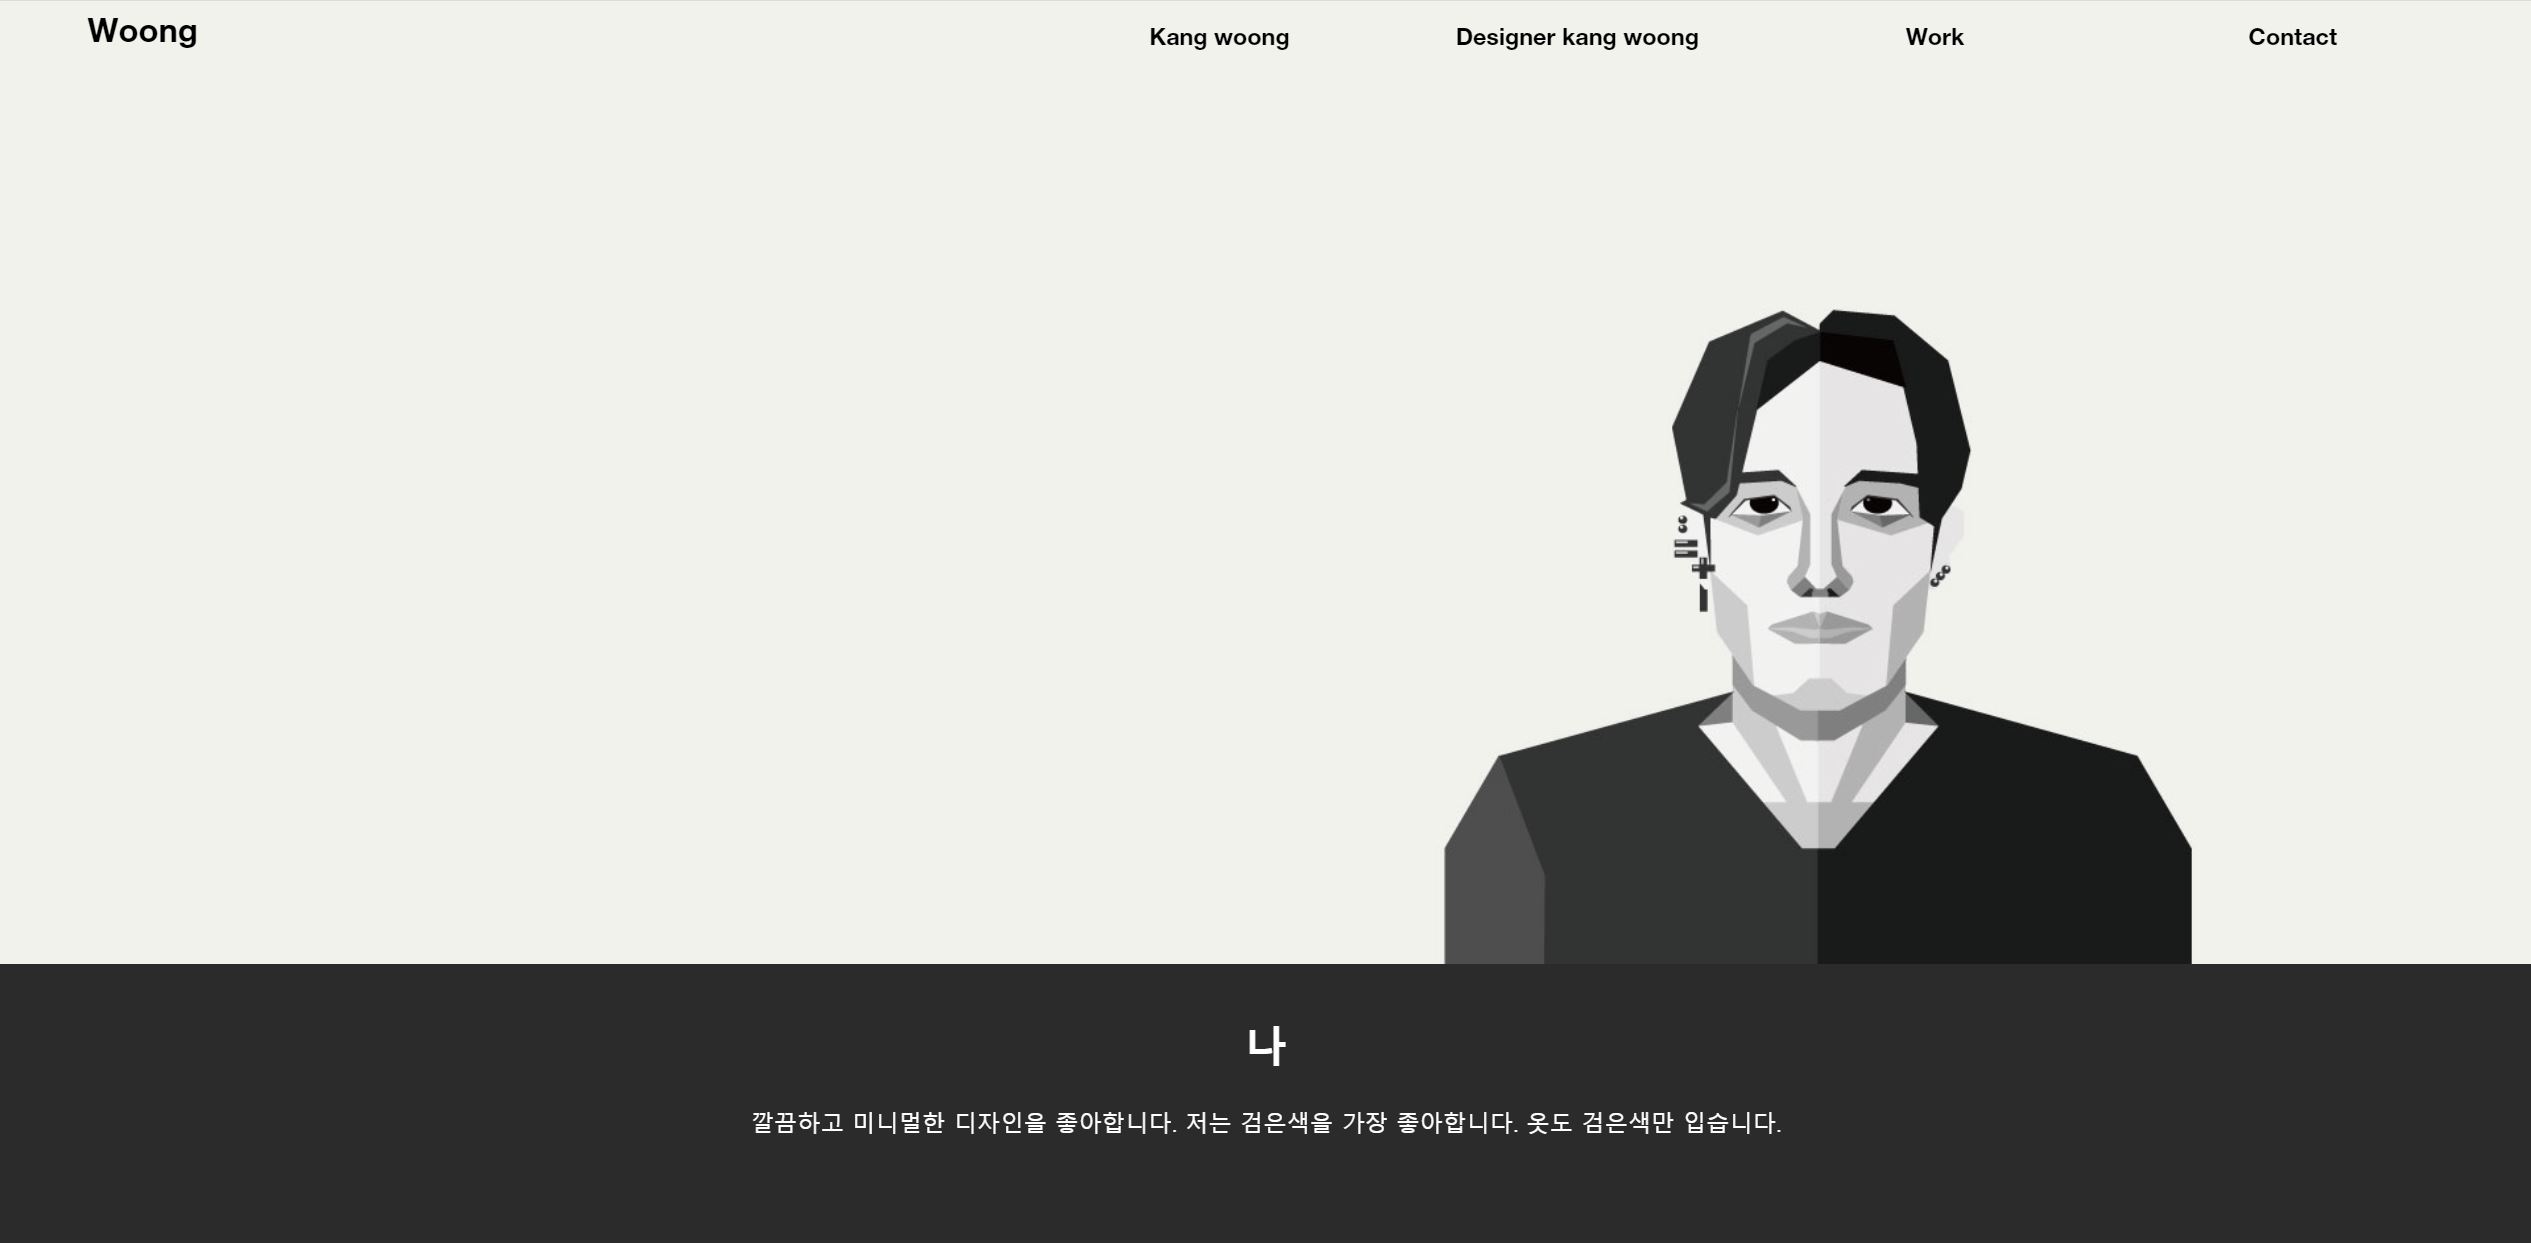 Woong
Kang woong
Designer kang woong
Work
Contact
나
깔끔하고 미니멀한 디자인을 좋아합니다. 저는 검은색을 가장 좋아합니다. 옷도 검은색만 입습니다.